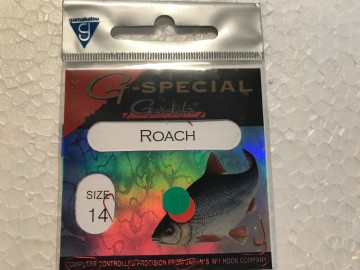 gamakatsu
G
G-SPECIAL
Gamakatsu
ROACH
SIZE
14
COMPUTER CONTROLLED PRECISION FROM JAPAN'S Nº1 HOOK COMPANY